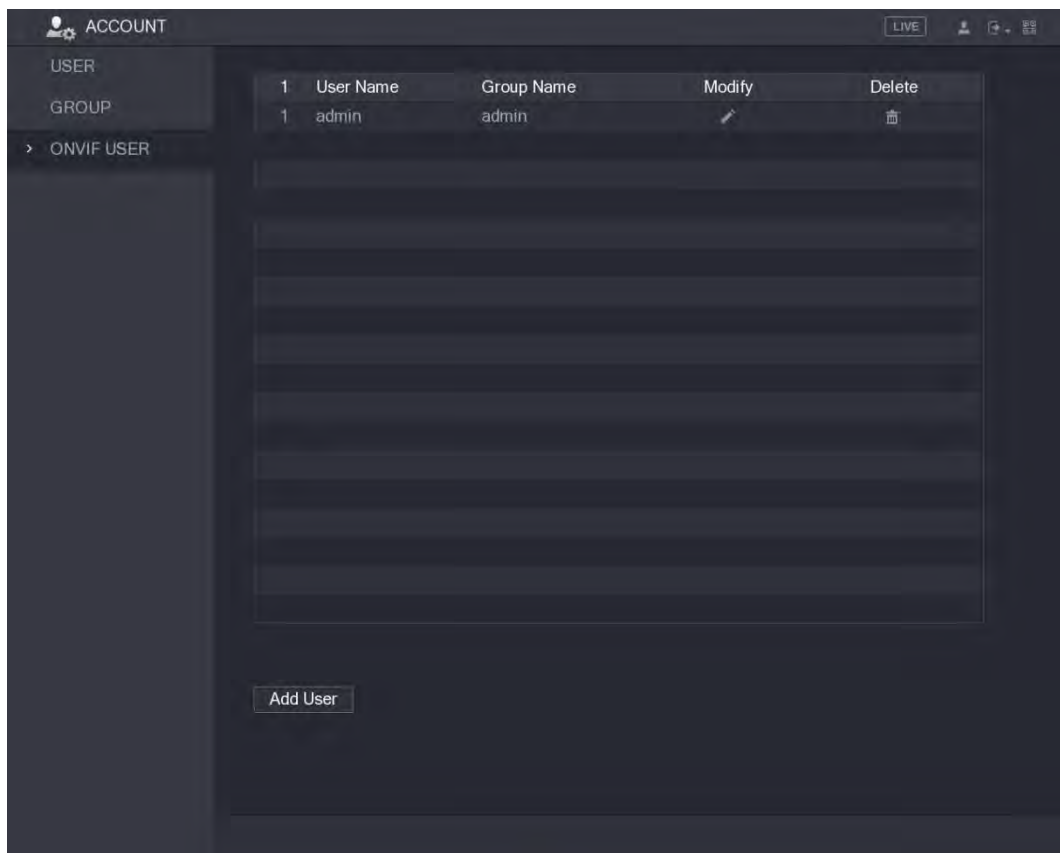 ACCOUNT LIVE
USER
GROUP
ONVIF USER
1 User Name Group Name Modify Delete
1 admin admin
Add User